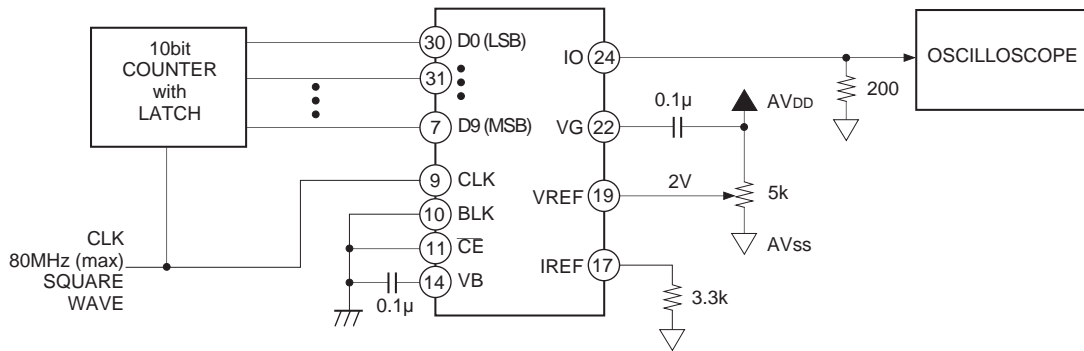 10bit
COUNTER
with
LATCH
30
D0 (LSB)
31
7
D9 (MSB)
9
CLK
10
BLK
11
CE
14
VB
0.1µ
CLK
80MHz (max)
SQUARE
WAVE
IO
24
OSCILLOSCOPE
200
0.1µ
AVDD
VG
22
VREF
19
2V
5k
AVss
IREF
17
3.3k